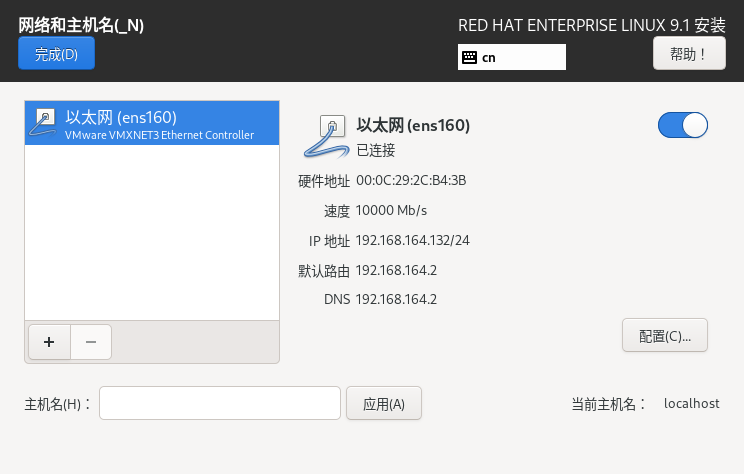 网络和主机名(_N)
RED HAT ENTERPRISE LINUX 9.1 安装
完成(D)
cn
帮助！
以太网 (ens160)
VMware VMXNET3 Ethernet Controller
以太网 (ens160)
已连接
硬件地址 00:0C:29:2C:B4:3B
速度 10000 Mb/s
IP 地址 192.168.164.132/24
默认路由 192.168.164.2
DNS 192.168.164.2
配置(C)...
主机名(H)：
应用(A)
当前主机名： localhost